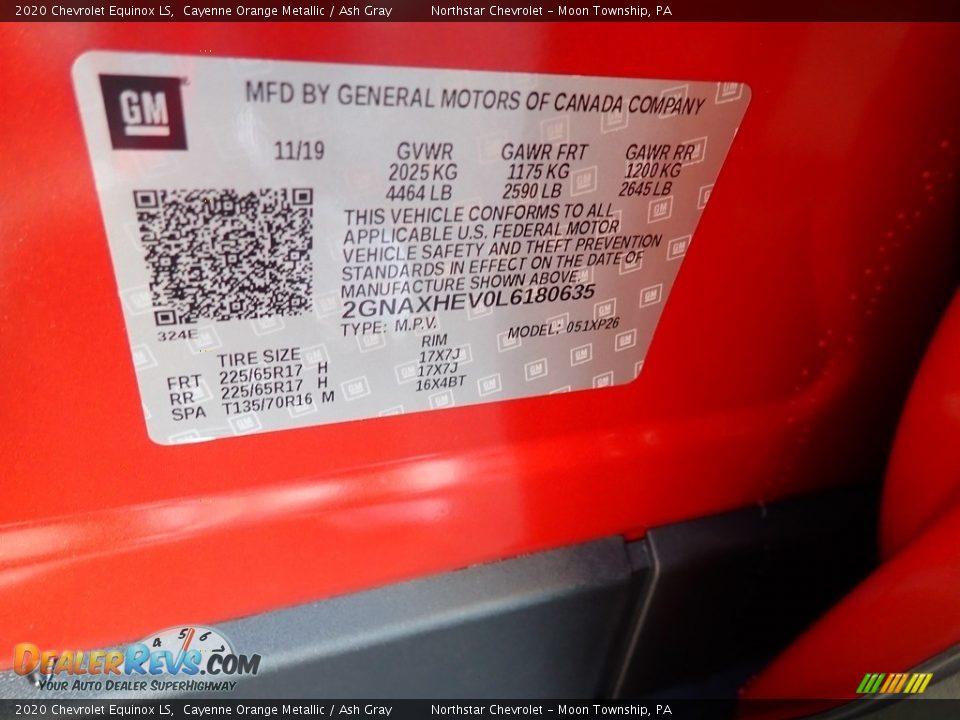 2020 Chevrolet Equinox LS, Cayenne Orange Metallic / Ash Gray Northstar Chevrolet - Moon Township, PA
GM
MFD BY GENERAL MOTORS OF CANADA COMPANY
11/19 GVWR GAWR FRT GAWR RR
2025 KG 1175 KG 1200 KG
4464 LB 2590 LB 2645 LB
THIS VEHICLE CONFORMS TO ALL
APPLICABLE U.S. FEDERAL MOTOR
VEHICLE SAFETY AND THEFT PREVENTION
STANDARDS IN EFFECT ON THE DATE OF
MANUFACTURE SHOWN ABOVE.
2GNAXHEV0L6180635
324E
TYPE: M.P.V. MODEL: 051XP26
TIRE SIZE RIM
FRT 225/65R17 H 17X7J
RR 225/65R17 H 17X7J
SPA T135/70R16 M 16X4BT
4 5 6
DealerRevs.com
Your Auto Dealer SuperHighway
2020 Chevrolet Equinox LS, Cayenne Orange Metallic / Ash Gray Northstar Chevrolet - Moon Township, PA